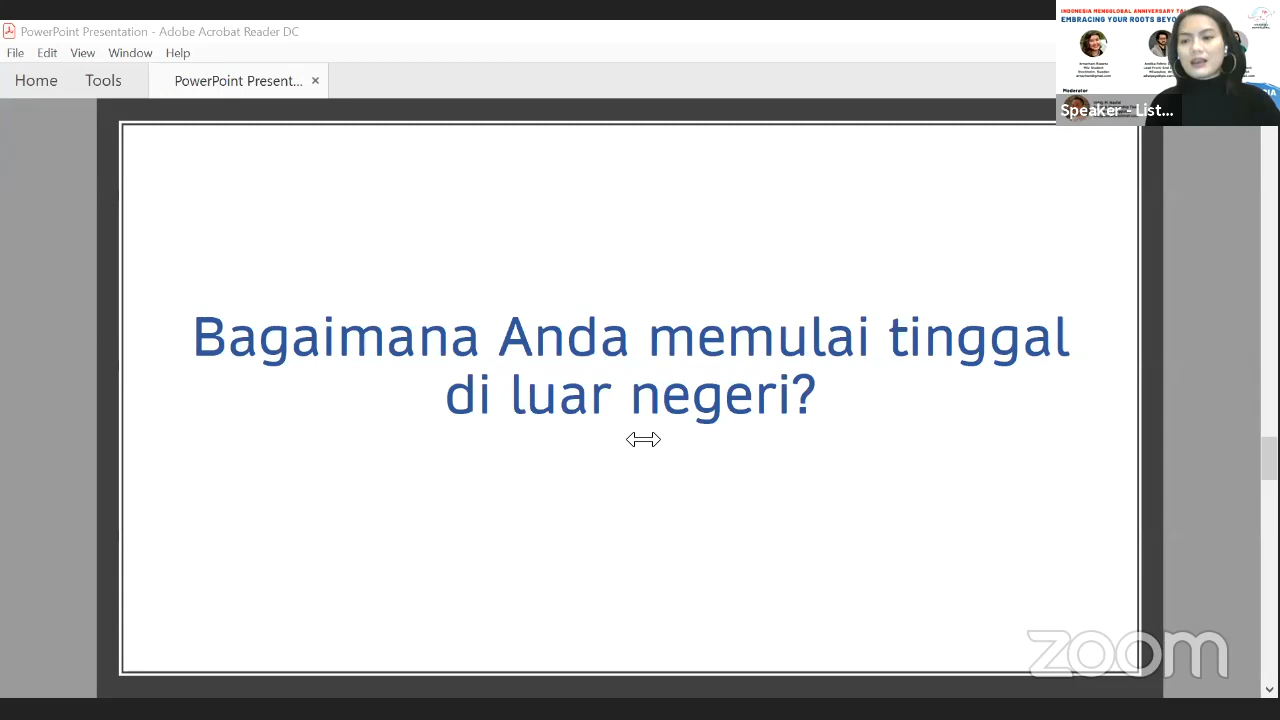 PowerPoint Presentation - Adobe Acrobat Reader DC
File Edit View Window Help
Home Tools PowerPoint Present... ×
INDONESIA MENGGLOBAL ANNIVERSARY TAL
EMBRACING YOUR ROOTS BEYO
Moderator
Speaker - List...
Bagaimana Anda memulai tinggal
di luar negeri?
zoom